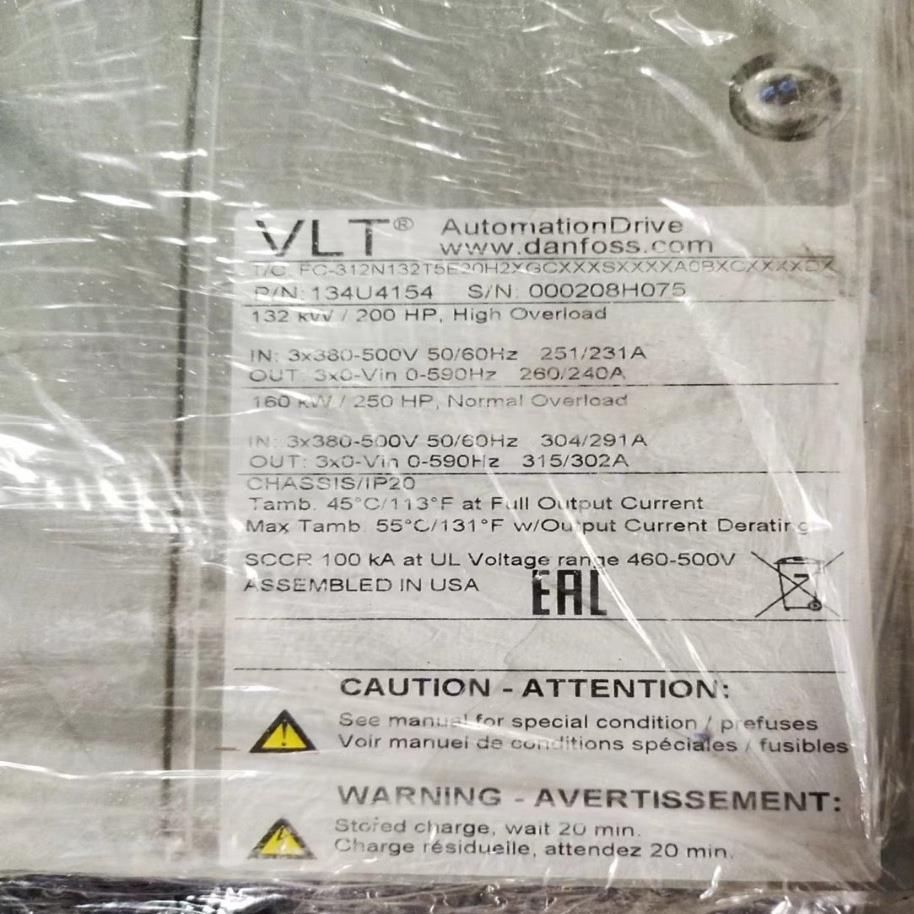 VLT® AutomationDrive
www.danfoss.com
T/C: FC-312N132T5E20H2XGCXXXSXXXXA0BXCXXXXDX
P/N: 134U4154 S/N: 000208H075
132 kW / 200 HP, High Overload
IN: 3x380-500V 50/60Hz 251/231A
OUT: 3x0-Vin 0-590Hz 260/240A
160 kW / 250 HP, Normal Overload
IN: 3x380-500V 50/60Hz 304/291A
OUT: 3x0-Vin 0-590Hz 315/302A
CHASSIS/IP20
Tamb. 45°C/113°F at Full Output Current
Max Tamb. 55°C/131°F w/Output Current Derating
SCCR 100 kA at UL Voltage range 460-500V
ASSEMBLED IN USA EAC
CAUTION - ATTENTION:
See manual for special condition / prefuses
Voir manuel de conditions spéciales / fusibles
WARNING - AVERTISSEMENT:
Stored charge, wait 20 min.
Charge résiduelle, attendez 20 min.